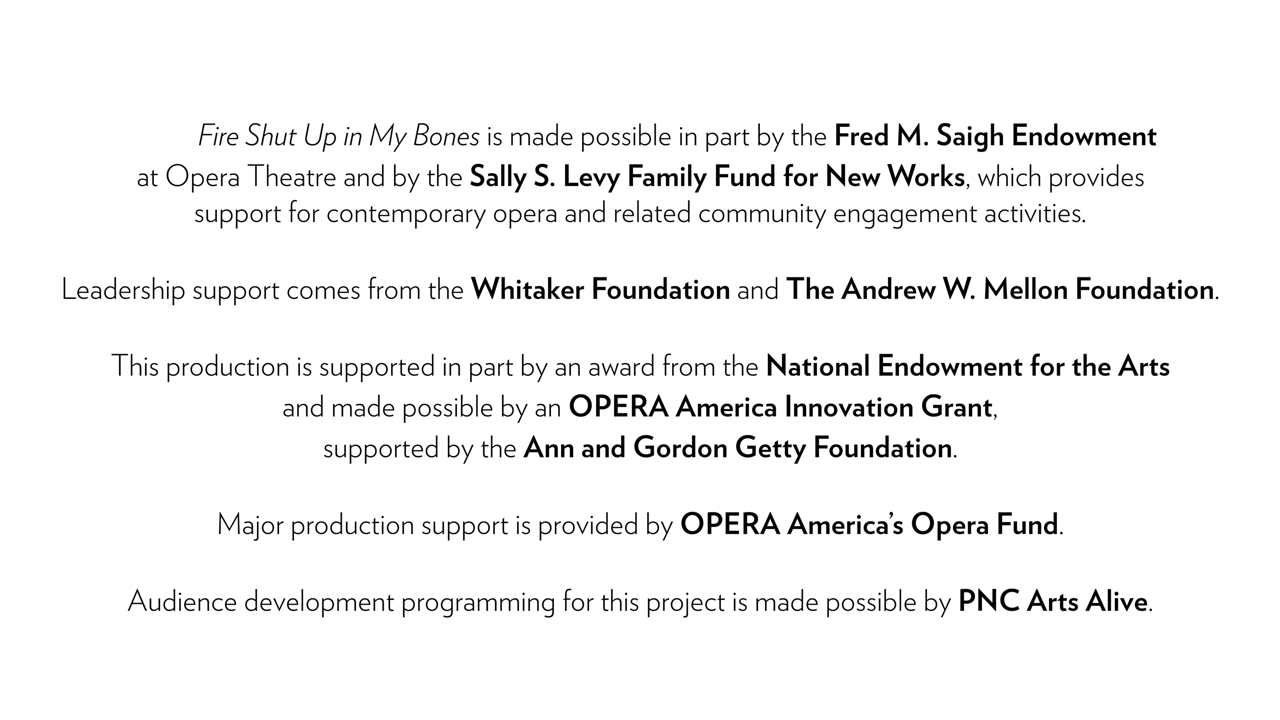 Fire Shut Up in My Bones is made possible in part by the Fred M. Saigh Endowment
at Opera Theatre and by the Sally S. Levy Family Fund for New Works, which provides
support for contemporary opera and related community engagement activities.
Leadership support comes from the Whitaker Foundation and The Andrew W. Mellon Foundation.
This production is supported in part by an award from the National Endowment for the Arts
and made possible by an OPERA America Innovation Grant,
supported by the Ann and Gordon Getty Foundation.
Major production support is provided by OPERA America’s Opera Fund.
Audience development programming for this project is made possible by PNC Arts Alive.